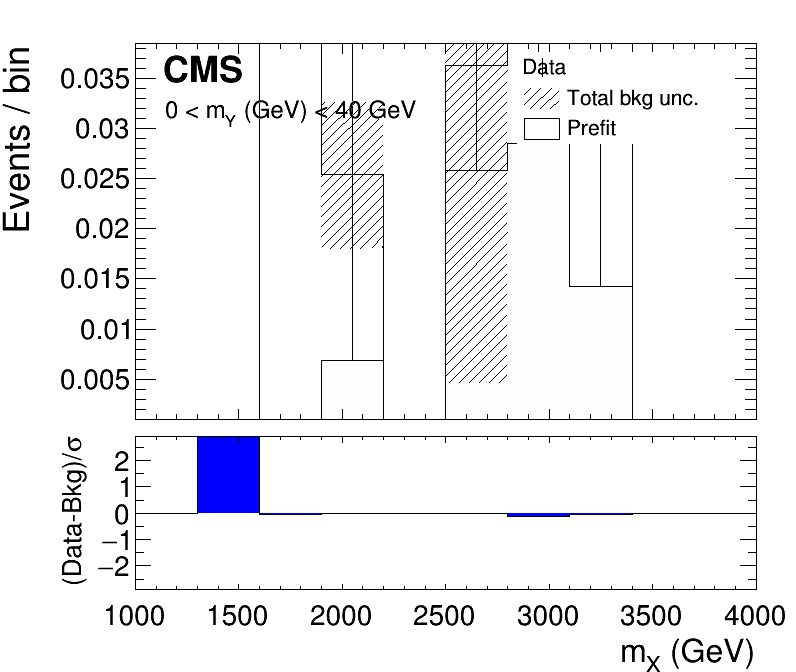 CMS
0 < mY (GeV) < 40 GeV
Data
Total bkg unc.
Prefit
Events / bin
0.035
0.03
0.025
0.02
0.015
0.01
0.005
(Data-Bkg)/σ
2
1
0
−1
−2
1000 1500 2000 2500 3000 3500 4000
mX (GeV)